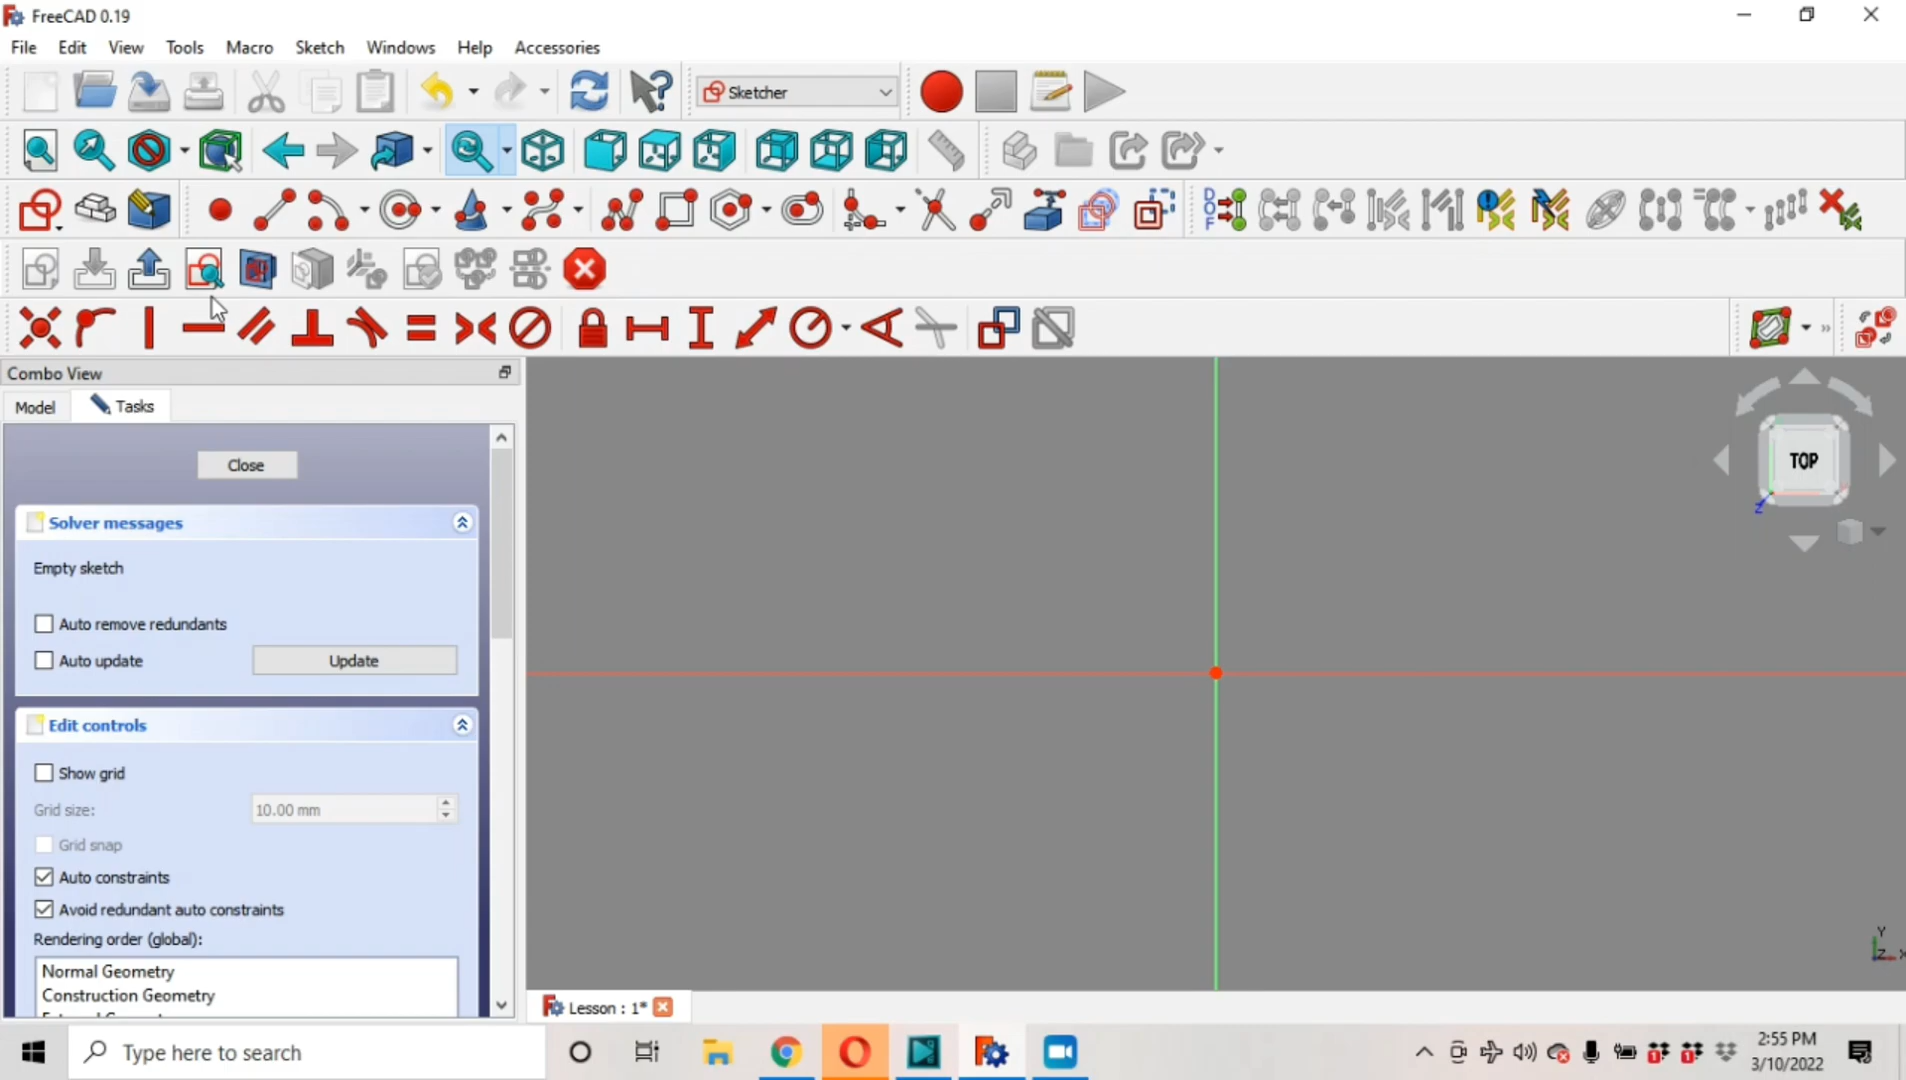 FreeCAD 0.19
File Edit View Tools Macro Sketch Windows Help Accessories
Sketcher
DOF
Combo View
Model Tasks
Close
Solver messages
Empty sketch
Auto remove redundants
Auto update Update
Edit controls
Show grid
Grid size: 10.00 mm
Grid snap
Auto constraints
Avoid redundant auto constraints
Rendering order (global):
Normal Geometry
Construction Geometry
TOP
Z
Y
Z X
Lesson : 1*
Type here to search
2:55 PM
3/10/2022